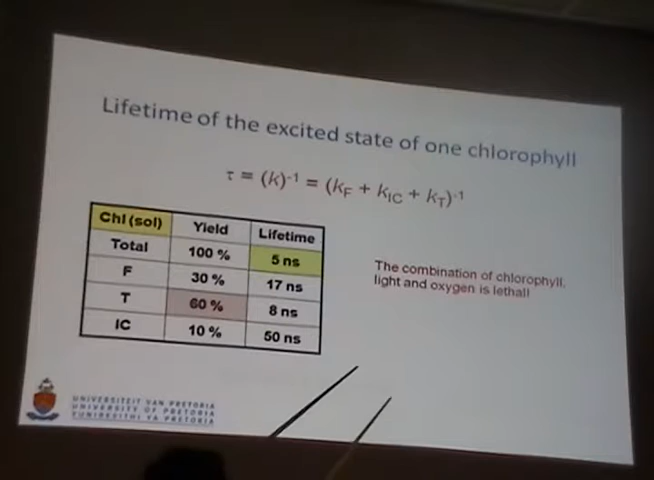 Lifetime of the excited state of one chlorophyll
τ = (k)⁻¹ = (k_F + k_IC + k_T)⁻¹
Chl (sol) Yield Lifetime
Total 100 % 5 ns
F 30 % 17 ns
T 60 % 8 ns
IC 10 % 50 ns
The combination of chlorophyll,
light and oxygen is lethal!
UNIVERSITEIT VAN PRETORIA
UNIVERSITY OF PRETORIA
YUNIBESITHI YA PRETORIA